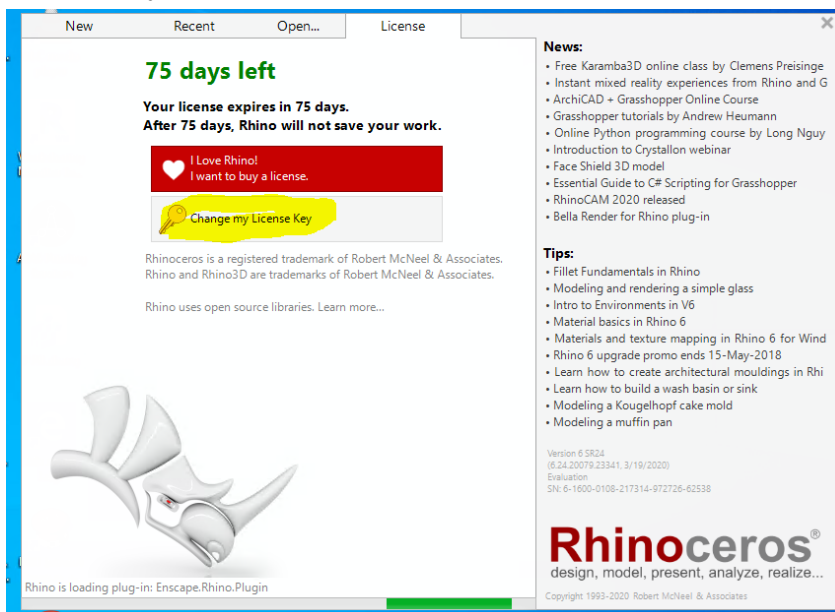 New Recent Open... License
75 days left
Your license expires in 75 days.
After 75 days, Rhino will not save your work.
I Love Rhino!
I want to buy a license.
Change my License Key
Rhinoceros is a registered trademark of Robert McNeel & Associates.
Rhino and Rhino3D are trademarks of Robert McNeel & Associates.
Rhino uses open source libraries. Learn more...
Rhino is loading plug-in: Enscape.Rhino.Plugin
News:
• Free Karamba3D online class by Clemens Preisinge
• Instant mixed reality experiences from Rhino and G
• ArchiCAD + Grasshopper Online Course
• Grasshopper tutorials by Andrew Heumann
• Online Python programming course by Long Nguy
• Introduction to Crystallon webinar
• Face Shield 3D model
• Essential Guide to C# Scripting for Grasshopper
• RhinoCAM 2020 released
• Bella Render for Rhino plug-in
Tips:
• Fillet Fundamentals in Rhino
• Modeling and rendering a simple glass
• Intro to Environments in V6
• Material basics in Rhino 6
• Materials and texture mapping in Rhino 6 for Wind
• Rhino 6 upgrade promo ends 15-May-2018
• Learn how to create architectural mouldings in Rhi
• Learn how to build a wash basin or sink
• Modeling a Kougelhopf cake mold
• Modeling a muffin pan
Version 6 SR24
(6.24.20079.23341, 3/19/2020)
Evaluation
SN: 6-1600-0108-217314-972726-62538
Rhinoceros®
design, model, present, analyze, realize...
Copyright 1993-2020 Robert McNeel & Associates